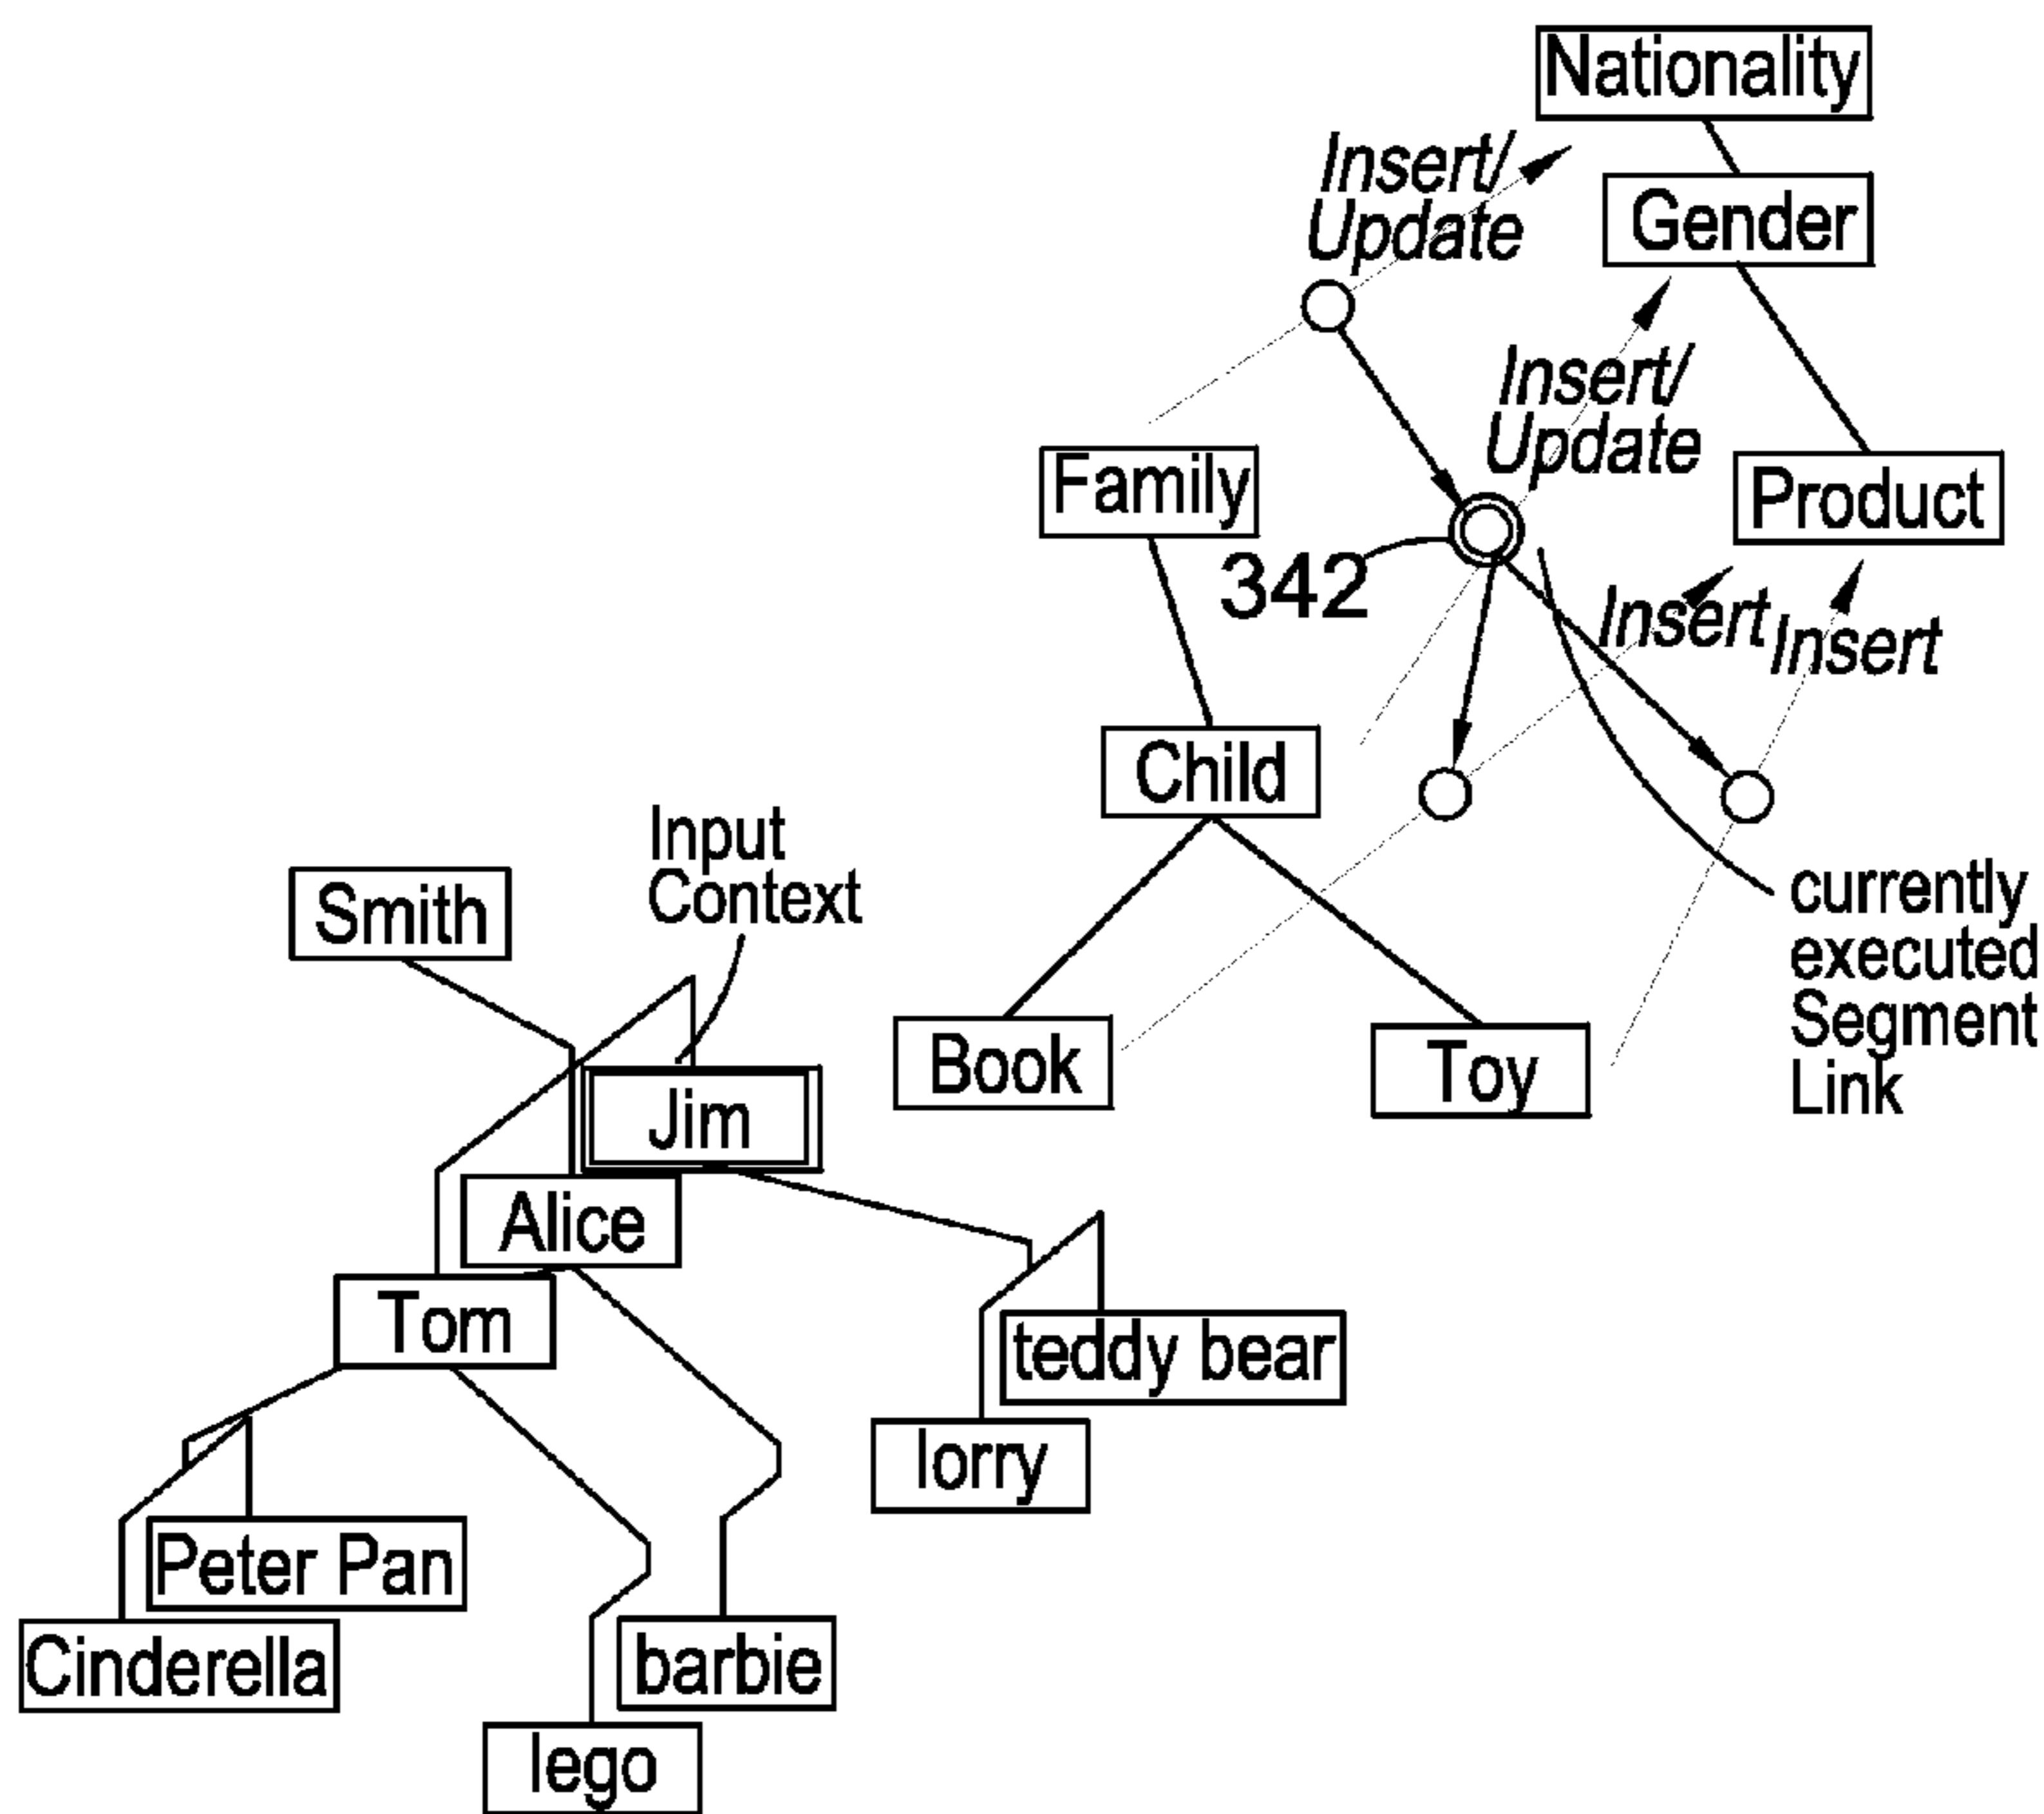 Nationality
Insert/
Update
Gender
Insert/
Update
Family
Product
342
Insert
Insert
Child
Input
Context
Smith
currently
executed
Segment
Link
Book
Toy
Jim
Alice
Tom
teddy bear
lorry
Peter Pan
Cinderella
barbie
lego